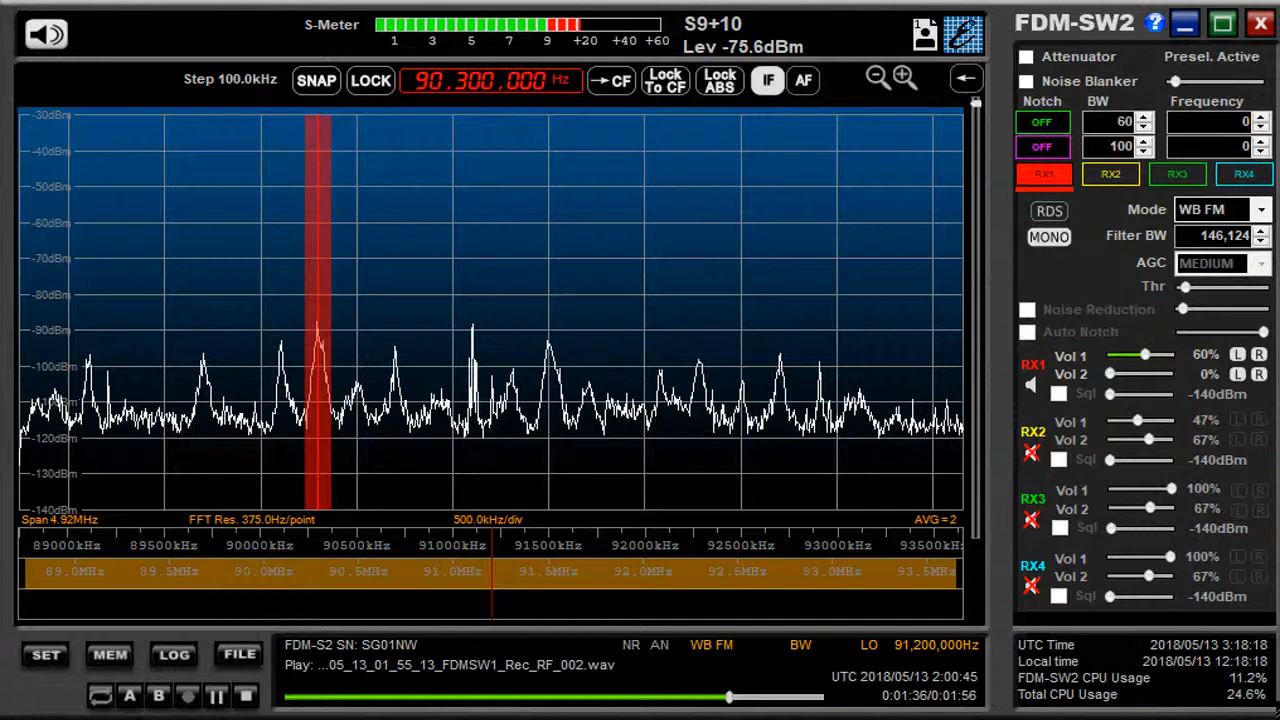 S-Meter
1 3 5 7 9 +20 +40 +60
S9+10
Lev -75.6dBm
1
FDM-SW2 ?
Step 100.0kHz SNAP LOCK 90,300,000 Hz →CF Lock To CF Lock ABS IF AF
-30dBm
-40dBm
-50dBm
-60dBm
-70dBm
-80dBm
-90dBm
-100dBm
-110dBm
-120dBm
-130dBm
-140dBm
Span 4.92MHz FFT Res. 375.0Hz/point 500.0kHz/div AVG=2
89000kHz 89500kHz 90000kHz 90500kHz 91000kHz 91500kHz 92000kHz 92500kHz 93000kHz 93500kHz
89.0MHz 89.5MHz 90.0MHz 90.5MHz 91.0MHz 91.5MHz 92.0MHz 92.5MHz 93.0MHz 93.5MHz
Attenuator Presel. Active
Noise Blanker
Notch BW Frequency
OFF 60 0
OFF 100 0
RX1 RX2 RX3 RX4
RDS Mode WB FM
MONO Filter BW 146,124
AGC MEDIUM
Thr
Noise Reduction
Auto Notch
RX1 Vol 1 60% L R
Vol 2 0% L R
Sql -140dBm
RX2 Vol 1 47% L R
Vol 2 67% L R
Sql -140dBm
RX3 Vol 1 100% L R
Vol 2 67% L R
Sql -140dBm
RX4 Vol 1 100% L R
Vol 2 67% L R
Sql -140dBm
SET MEM LOG FILE
A B
FDM-S2 SN: SG01NW NR AN WB FM BW LO 91,200,000Hz
Play: ...05_13_01_55_13_FDMSW1_Rec_RF_002.wav
UTC 2018/05/13 2:00:45
0:01:36/0:01:56
UTC Time 2018/05/13 3:18:18
Local time 2018/05/13 12:18:18
FDM-SW2 CPU Usage 11.2%
Total CPU Usage 24.6%